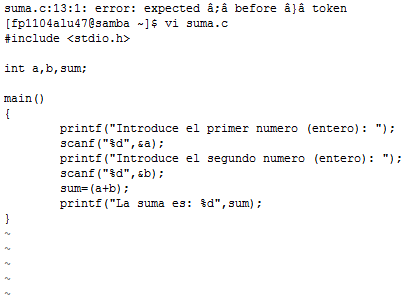 suma.c:13:1: error: expected â;â before â}â token
[fp1104alu47@samba ~]$ vi suma.c
#include <stdio.h>
int a,b,sum;
main()
{
printf("Introduce el primer numero (entero): ");
scanf("%d",&a);
printf("Introduce el segundo numero (entero): ");
scanf("%d",&b);
sum=(a+b);
printf("La suma es: %d",sum);
}
~
~
~
~
~